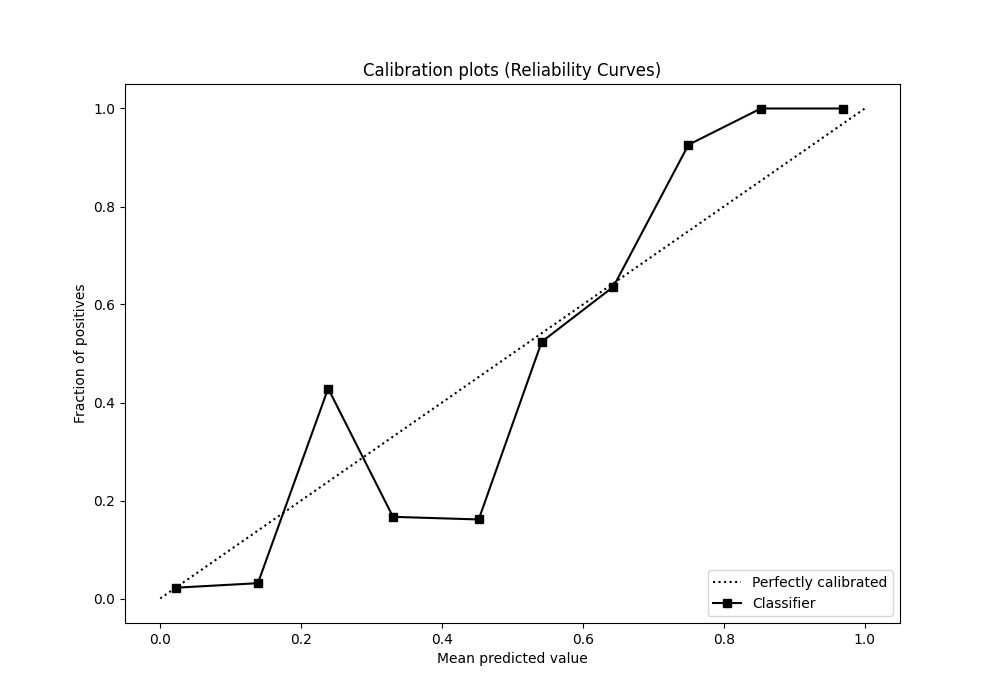 Calibration plots (Reliability Curves)
1.0
0.8
0.6
0.4
0.2
0.0
Fraction of positives
0.0 0.2 0.4 0.6 0.8 1.0
Mean predicted value
Perfectly calibrated
Classifier